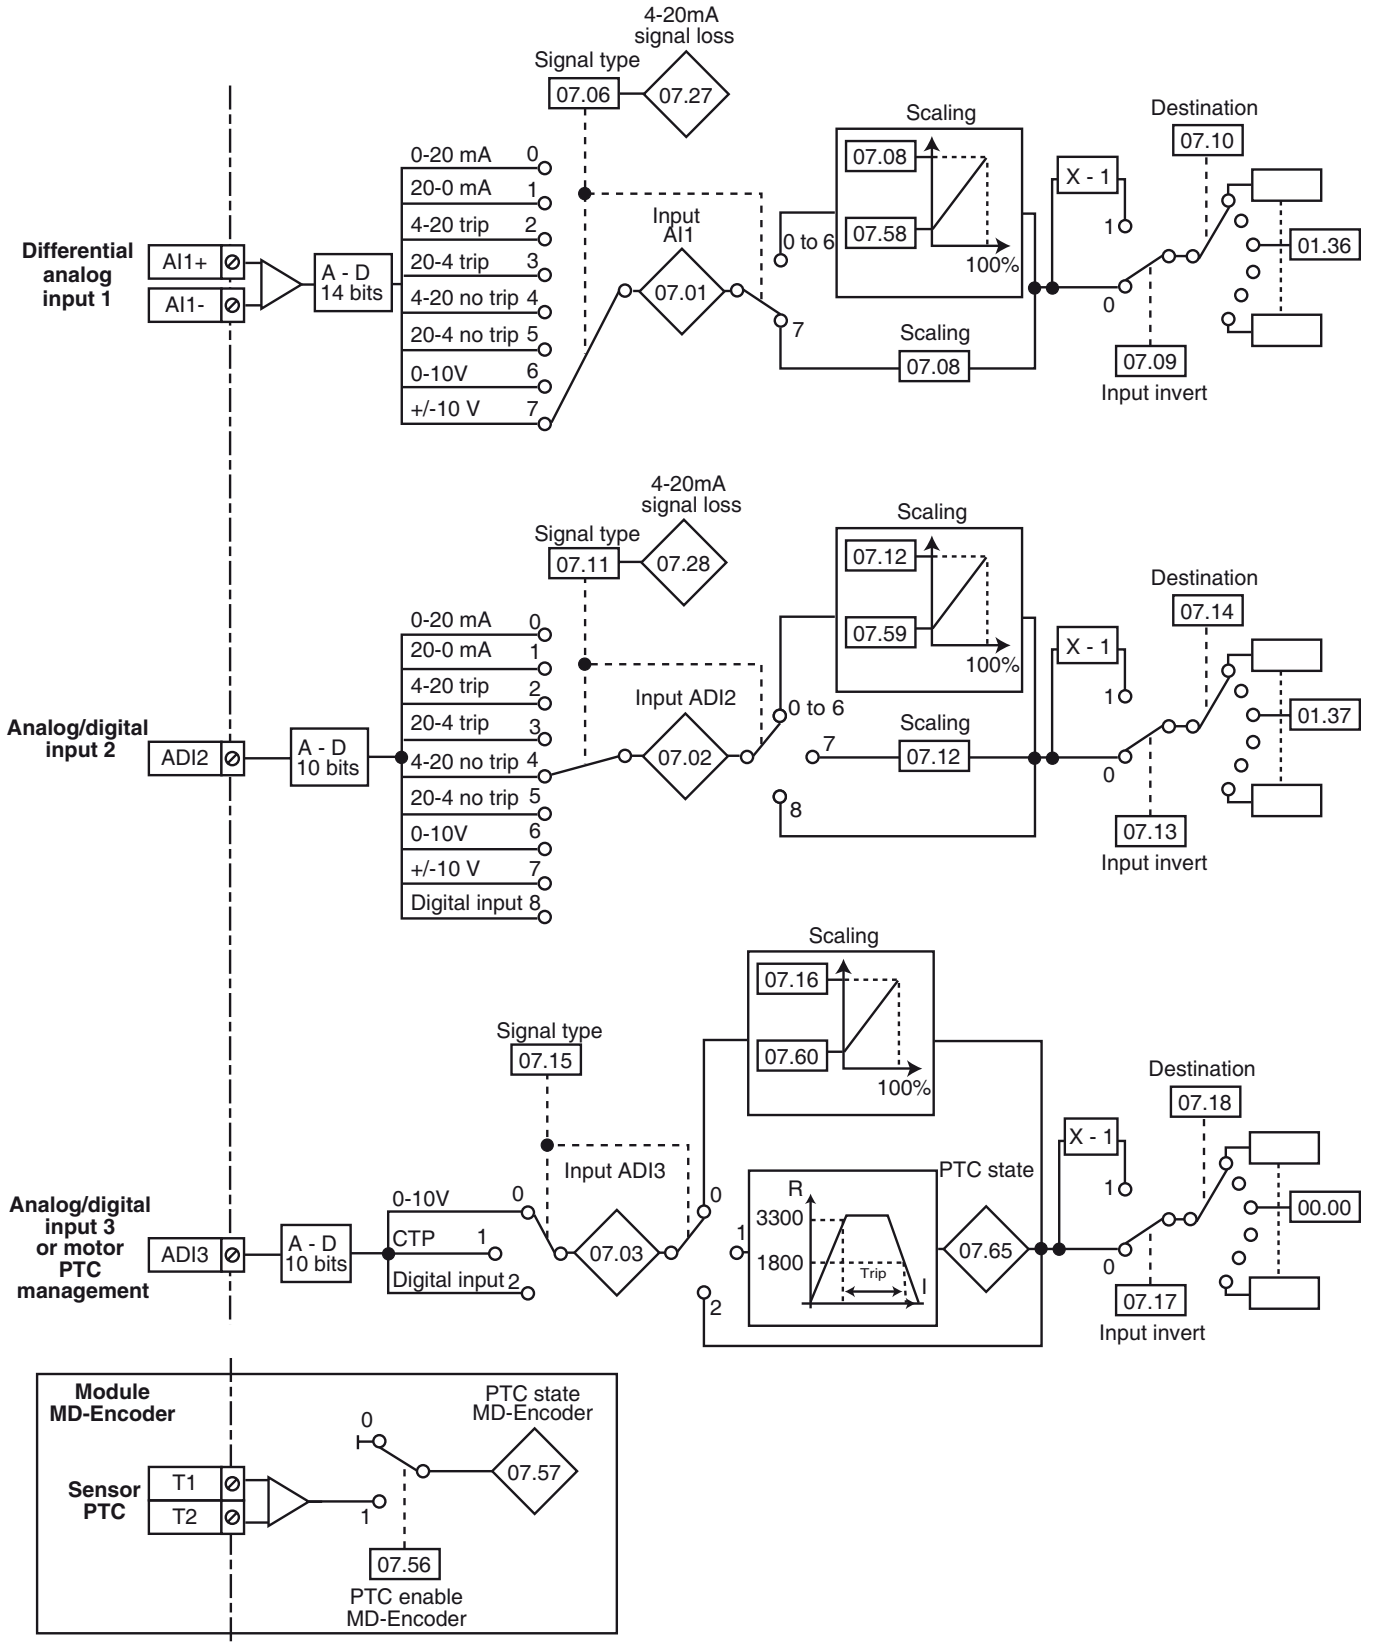 4-20mA
signal loss
Signal type
07.06
07.27
Scaling
Destination
07.10
07.08
07.58
100%
X - 1
0-20 mA 0
20-0 mA 1
4-20 trip 2
20-4 trip 3
4-20 no trip 4
20-4 no trip 5
0-10V 6
+/-10 V 7
Differential
analog
input 1
AI1+
AI1-
A - D
14 bits
Input
AI1
07.01
0 to 6
7
Scaling
07.08
1
0
01.36
07.09
Input invert
4-20mA
signal loss
Signal type
07.11
07.28
Scaling
07.12
07.59
100%
Destination
07.14
X - 1
0-20 mA 0
20-0 mA 1
4-20 trip 2
20-4 trip 3
4-20 no trip 4
20-4 no trip 5
0-10V 6
+/-10 V 7
Digital input 8
Analog/digital
input 2
ADI2
A - D
10 bits
Input ADI2
07.02
0 to 6
7
8
Scaling
07.12
1
0
01.37
07.13
Input invert
Scaling
07.16
07.60
100%
Signal type
07.15
Destination
07.18
X - 1
Analog/digital
input 3
or motor
PTC
management
ADI3
A - D
10 bits
0-10V 0
CTP 1
Digital input 2
Input ADI3
07.03
0
1
2
R
3300
1800
Trip
I
PTC state
07.65
1
0
00.00
07.17
Input invert
Module
MD-Encoder
Sensor
PTC
T1
T2
0
1
PTC state
MD-Encoder
07.57
07.56
PTC enable
MD-Encoder